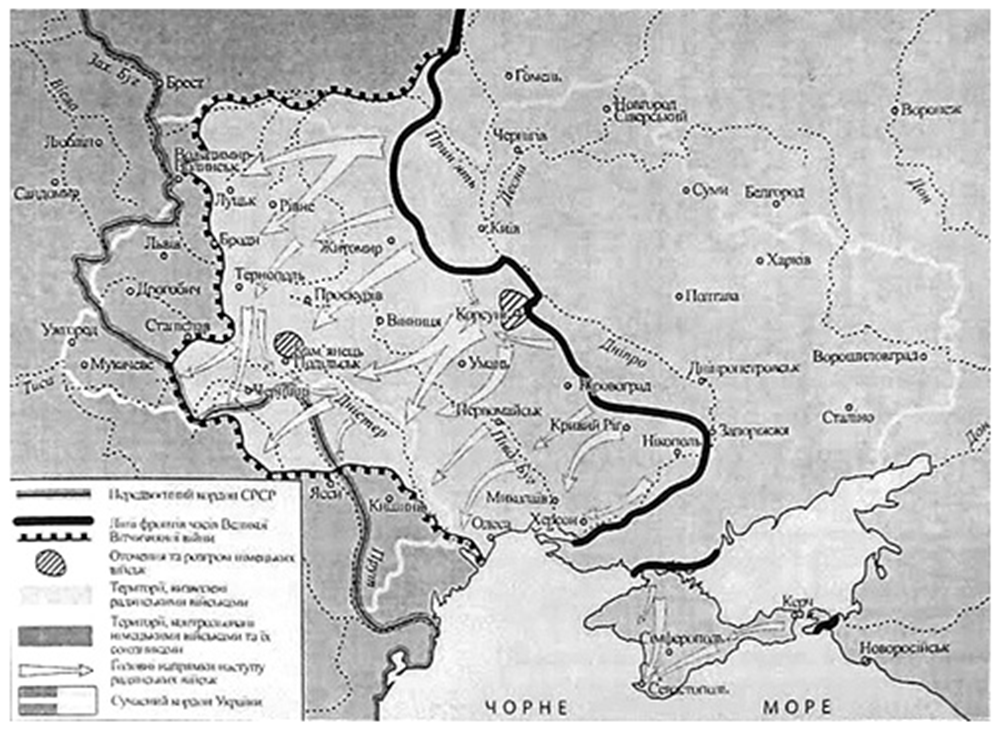 Гомель
Зах. Буг
Брест
Новгород
Сіверський
Воронеж
Вісла
Люблін
Чернігів
Прип'ять
Десна
Володимир-
Волинськ
Сандомир
Луцьк
Рівне
Суми
Бєлгород
Дон
Київ
Львів
Броди
Житомир
Харків
Тернополь
Дрогобич
Проскурів
Полтава
Корсунь
Ужгород
Станіслав
Вінниця
Дніпро
Мукачеве
Кам'янець
Подільськ
Умань
Ворошиловград
Тиса
Дніпропетровськ
Чернівці
Кіровоград
Дністер
Первомайськ
Сталіно
Кривий Ріг
Запоріжжя
Нікополь
Півд. Буг
Дон
Ясси
Кишинів
Миколаїв
Одеса
Херсон
Прут
Керч
Сімферополь
Новоросійськ
Севастополь
ЧОРНЕ МОРЕ
Передвоєнний кордон СРСР
Лінія фронтів часів Великої
Вітчизняної війни
Оточення та розгром німецьких
військ
Території, визволені
радянськими військами
Території, контрольовані
німецькими військами та їх
союзниками
Головні напрямки наступу
радянських військ
Сучасний кордон України